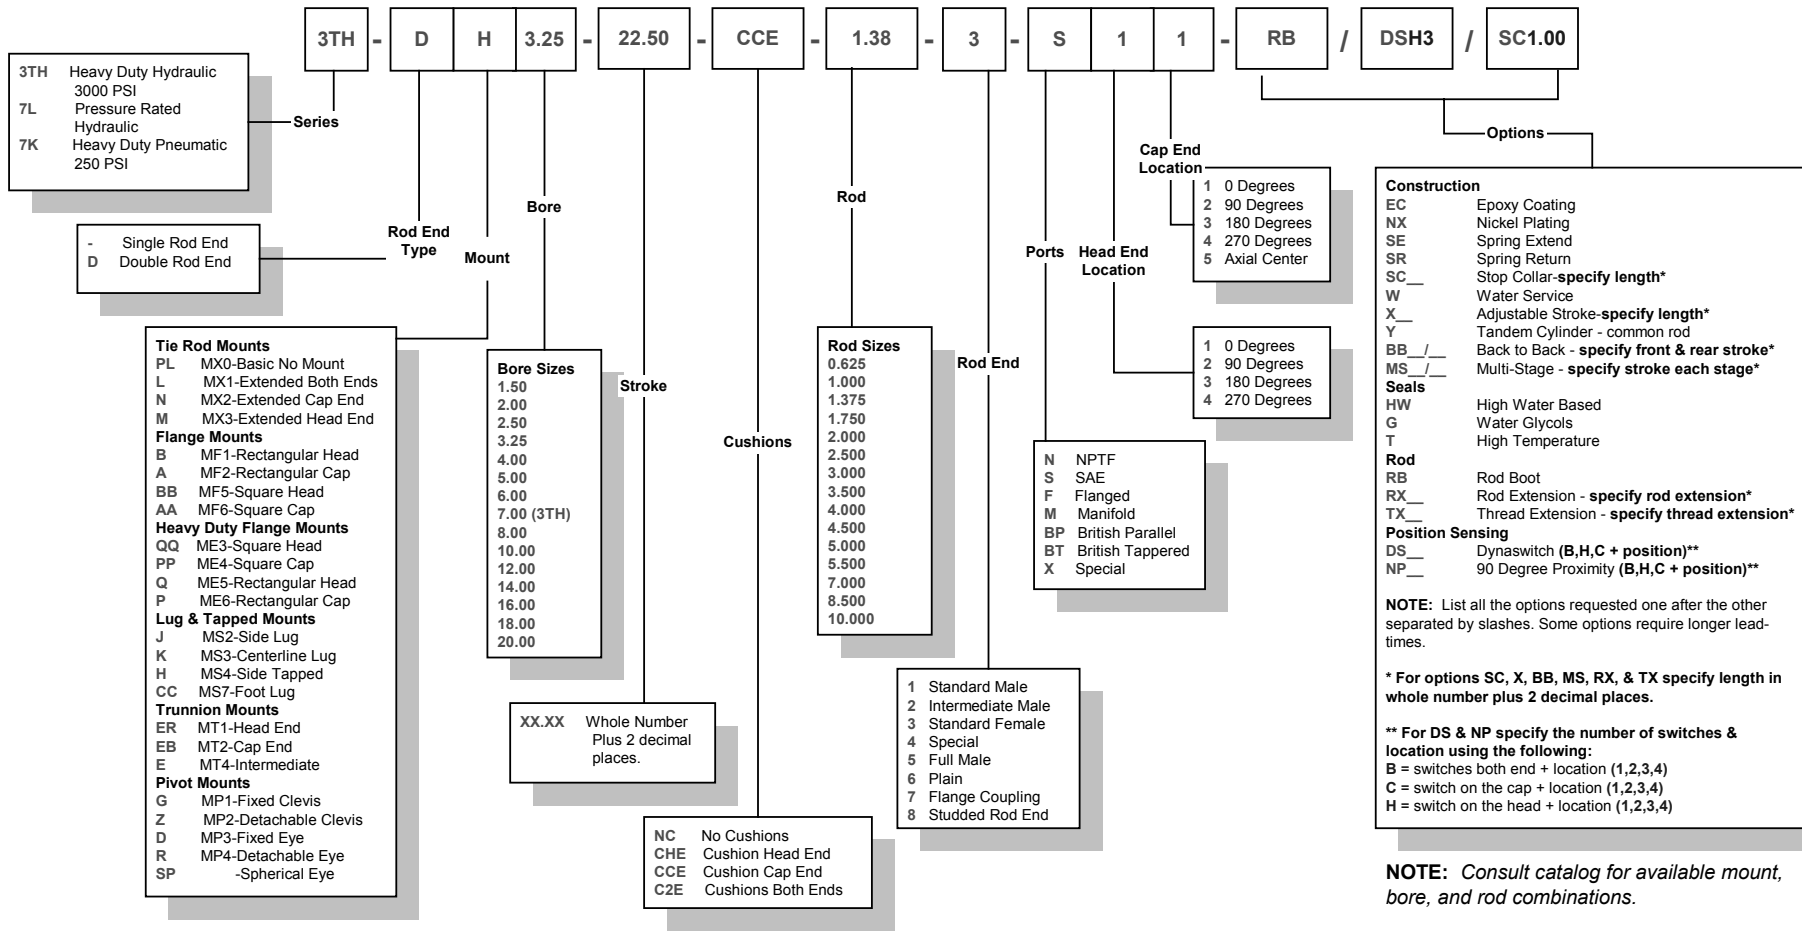 3TH - D H 3.25 - 22.50 - CCE - 1.38 - 3 - S 1 1 - RB / DSH3 / SC1.00
3TH Heavy Duty Hydraulic
3000 PSI
7L Pressure Rated
Hydraulic
7K Heavy Duty Pneumatic
250 PSI
Series
- Single Rod End
D Double Rod End
Rod End
Type
Mount
Tie Rod Mounts
PL MX0-Basic No Mount
L MX1-Extended Both Ends
N MX2-Extended Cap End
M MX3-Extended Head End
Flange Mounts
B MF1-Rectangular Head
A MF2-Rectangular Cap
BB MF5-Square Head
AA MF6-Square Cap
Heavy Duty Flange Mounts
QQ ME3-Square Head
PP ME4-Square Cap
Q ME5-Rectangular Head
P ME6-Rectangular Cap
Lug & Tapped Mounts
J MS2-Side Lug
K MS3-Centerline Lug
H MS4-Side Tapped
CC MS7-Foot Lug
Trunnion Mounts
ER MT1-Head End
EB MT2-Cap End
E MT4-Intermediate
Pivot Mounts
G MP1-Fixed Clevis
Z MP2-Detachable Clevis
D MP3-Fixed Eye
R MP4-Detachable Eye
SP -Spherical Eye
Bore
Bore Sizes
1.50
2.00
2.50
3.25
4.00
5.00
6.00
7.00 (3TH)
8.00
10.00
12.00
14.00
16.00
18.00
20.00
Stroke
XX.XX Whole Number
Plus 2 decimal
places.
Cushions
NC No Cushions
CHE Cushion Head End
CCE Cushion Cap End
C2E Cushions Both Ends
Rod
Rod Sizes
0.625
1.000
1.375
1.750
2.000
2.500
3.000
3.500
4.000
4.500
5.000
5.500
7.000
8.500
10.000
Rod End
1 Standard Male
2 Intermediate Male
3 Standard Female
4 Special
5 Full Male
6 Plain
7 Flange Coupling
8 Studded Rod End
Ports
N NPTF
S SAE
F Flanged
M Manifold
BP British Parallel
BT British Tappered
X Special
Head End
Location
1 0 Degrees
2 90 Degrees
3 180 Degrees
4 270 Degrees
Cap End
Location
1 0 Degrees
2 90 Degrees
3 180 Degrees
4 270 Degrees
5 Axial Center
Options
Construction
EC Epoxy Coating
NX Nickel Plating
SE Spring Extend
SR Spring Return
SC__ Stop Collar-specify length*
W Water Service
X__ Adjustable Stroke-specify length*
Y Tandem Cylinder - common rod
BB__/__ Back to Back - specify front & rear stroke*
MS__/__ Multi-Stage - specify stroke each stage*
Seals
HW High Water Based
G Water Glycols
T High Temperature
Rod
RB Rod Boot
RX__ Rod Extension - specify rod extension*
TX__ Thread Extension - specify thread extension*
Position Sensing
DS__ Dynaswitch (B,H,C + position)**
NP__ 90 Degree Proximity (B,H,C + position)**
NOTE: List all the options requested one after the other
separated by slashes. Some options require longer lead-
times.
* For options SC, X, BB, MS, RX, & TX specify length in
whole number plus 2 decimal places.
** For DS & NP specify the number of switches &
location using the following:
B = switches both end + location (1,2,3,4)
C = switch on the cap + location (1,2,3,4)
H = switch on the head + location (1,2,3,4)
NOTE: Consult catalog for available mount,
bore, and rod combinations.